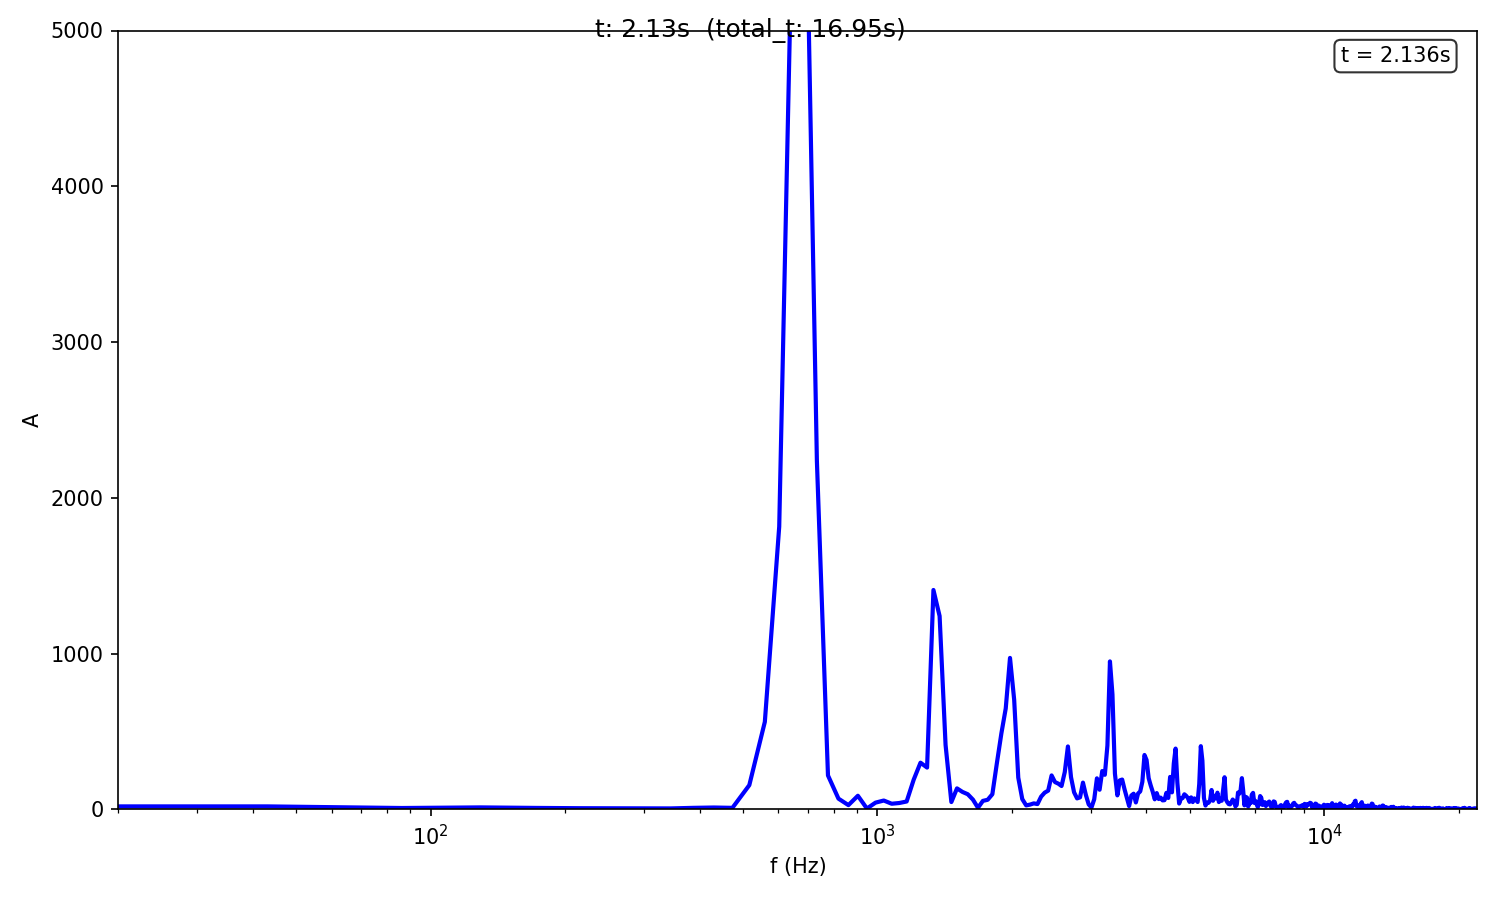 t: 2.13s (total_t: 16.95s)
t = 2.136s
5000
4000
3000
2000
1000
0
A
10²
10³
10⁴
f (Hz)